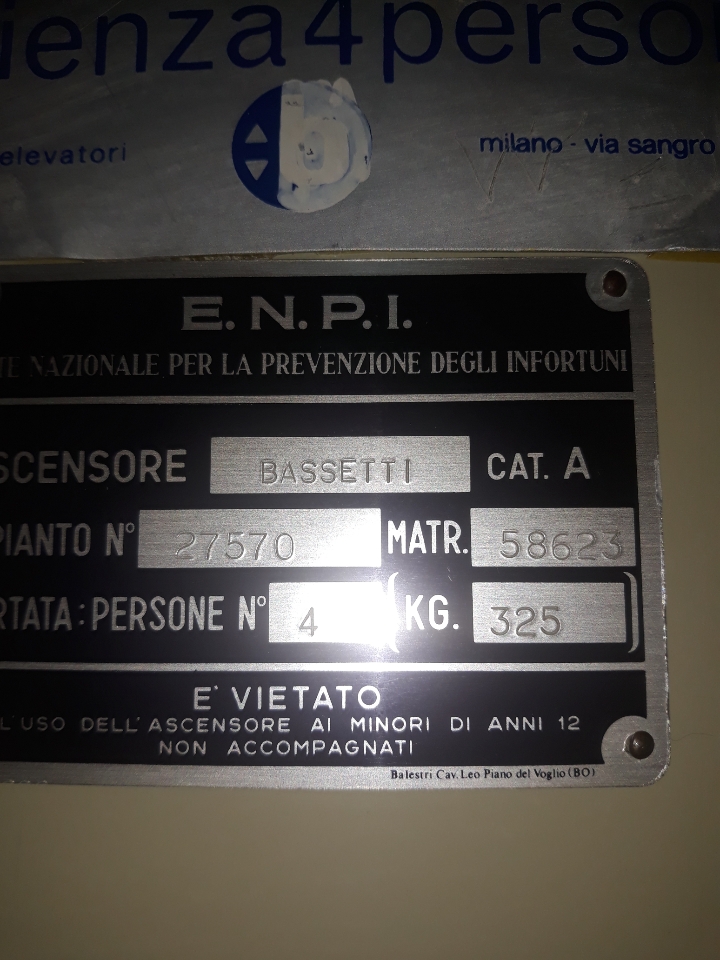 ienza4perso
elevatori
milano - via sangro
E. N. P. I.
TE NAZIONALE PER LA PREVENZIONE DEGLI INFORTUNI
SCENSORE BASSETTI CAT. A
PIANTO N° 27570 MATR. 58623
RTATA: PERSONE N° 4 (KG. 325)
E' VIETATO
L'USO DELL'ASCENSORE AI MINORI DI ANNI 12
NON ACCOMPAGNATI
Balestri Cav. Leo Piano del Voglio (BO)